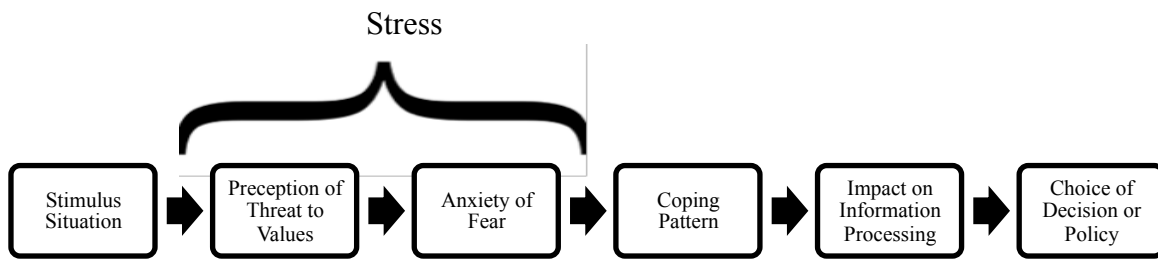 Stress
Stimulus
Situation
Preception of
Threat to
Values
Anxiety of
Fear
Coping
Pattern
Impact on
Information
Processing
Choice of
Decision or
Policy